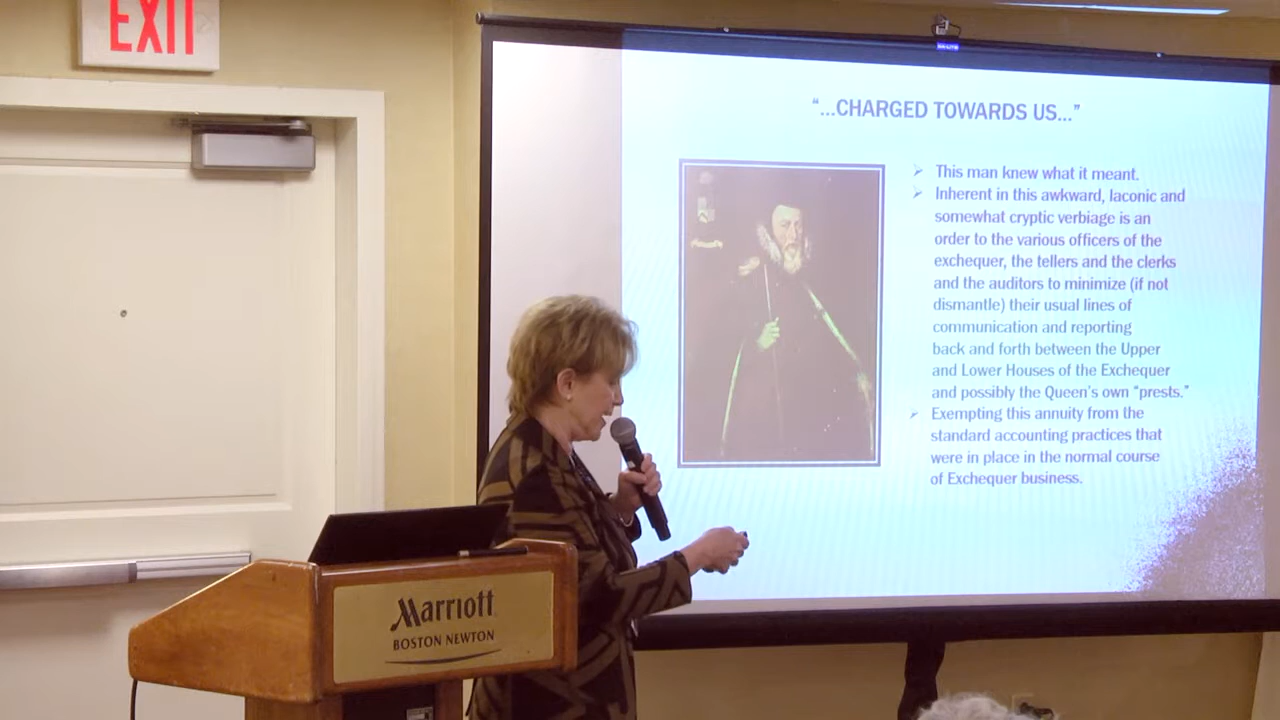 EXIT
“...CHARGED TOWARDS US...”
This man knew what it meant.
Inherent in this awkward, laconic and
somewhat cryptic verbiage is an
order to the various officers of the
exchequer, the tellers and the clerks
and the auditors to minimize (if not
dismantle) their usual lines of
communication and reporting
back and forth between the Upper
and Lower Houses of the Exchequer
and possibly the Queen’s own “prests.”
Exempting this annuity from the
standard accounting practices that
were in place in the normal course
of Exchequer business.
Marriott
BOSTON NEWTON